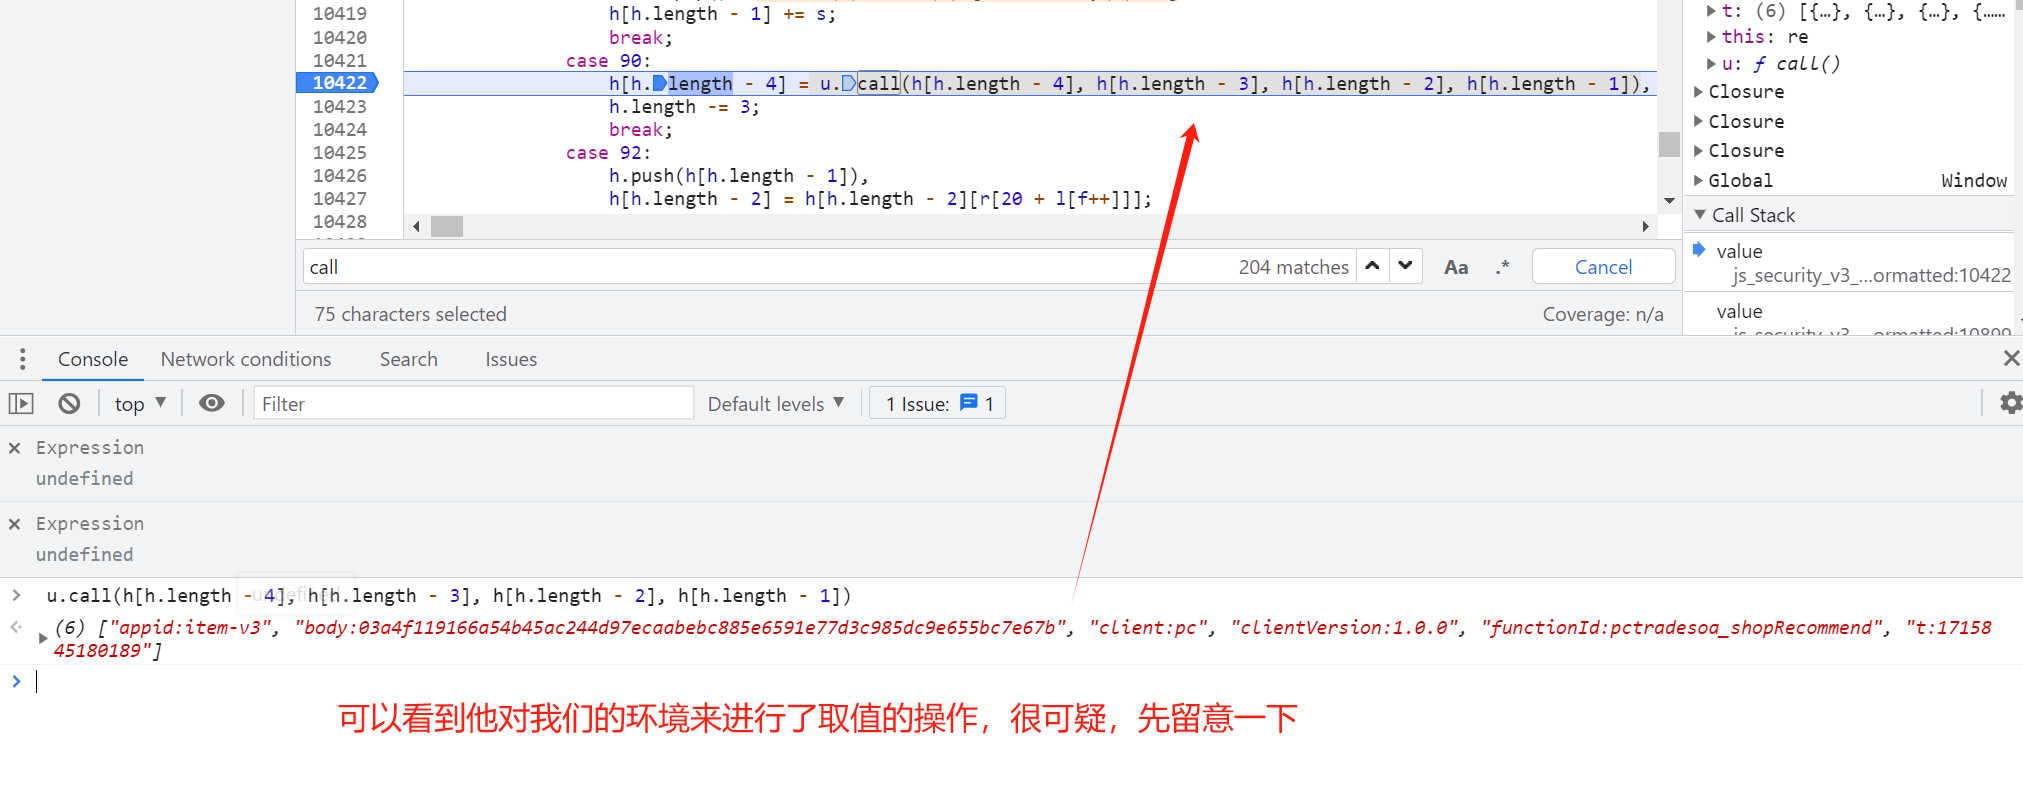 10419 h[h.length - 1] += s;
10420 break;
10421 case 90:
10422 h[h.length - 4] = u.call(h[h.length - 4], h[h.length - 3], h[h.length - 2], h[h.length - 1]),
10423 h.length -= 3;
10424 break;
10425 case 92:
10426 h.push(h[h.length - 1]),
10427 h[h.length - 2] = h[h.length - 2][r[20 + l[f++]]];
10428
t: (6) [{…}, {…}, {…}, {……
this: re
u: ƒ call()
Closure
Closure
Closure
Global Window
Call Stack
value
js_security_v3_…ormatted:10422
value
js_security_v3_…ormatted:10899
call 204 matches Aa .* Cancel
75 characters selected Coverage: n/a
Console Network conditions Search Issues
top Filter Default levels 1 Issue: 1
Expression
undefined
Expression
undefined
u.call(h[h.length - 4], h[h.length - 3], h[h.length - 2], h[h.length - 1])
(6) ["appid:item-v3", "body:03a4f119166a54b45ac244d97ecaabebc885e6591e77d3c985dc9e655bc7e67b", "client:pc", "clientVersion:1.0.0", "functionId:pctradesoa_shopRecommend", "t:17158
45180189"]
可以看到他对我们的环境来进行了取值的操作，很可疑，先留意一下